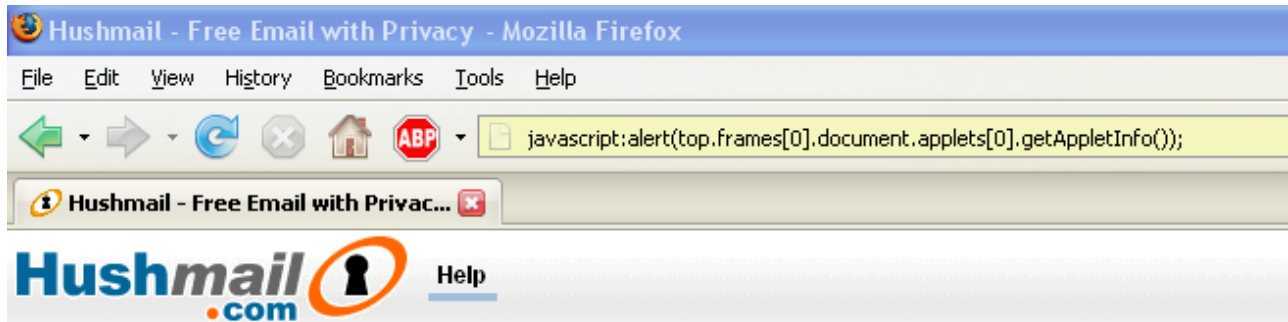 Hushmail - Free Email with Privacy - Mozilla Firefox
File Edit View History Bookmarks Tools Help
ABP javascript:alert(top.frames[0].document.applets[0].getAppletInfo());
Hushmail - Free Email with Privac...
Hushmail Help
.com